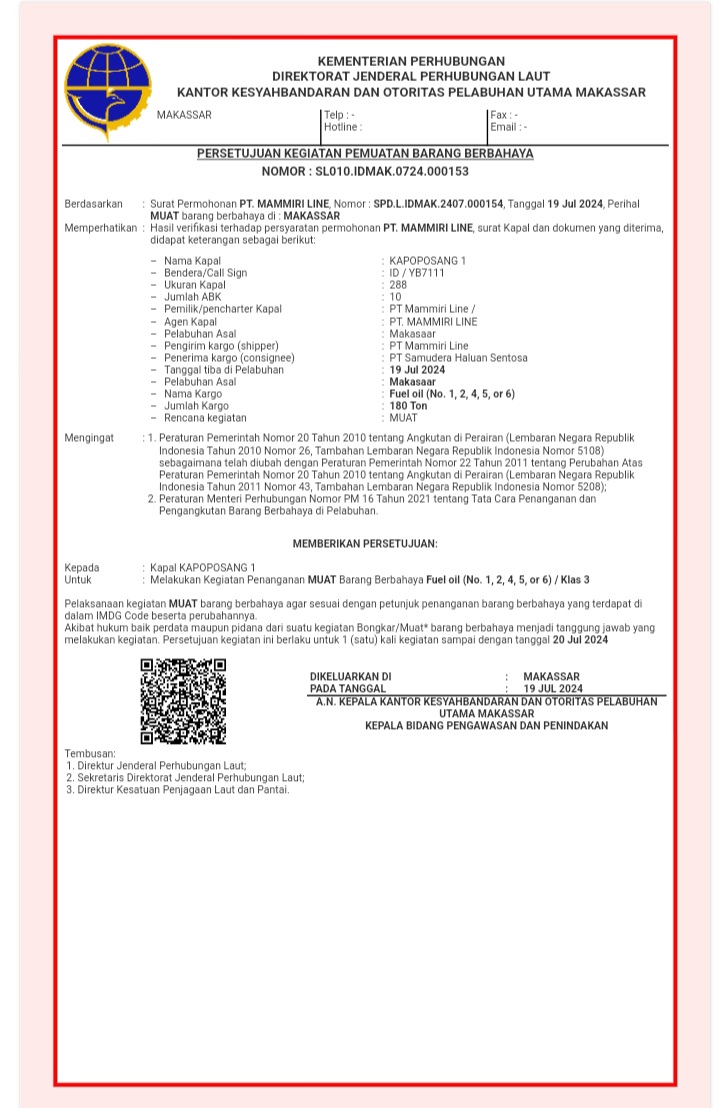 KEMENTERIAN PERHUBUNGAN
DIREKTORAT JENDERAL PERHUBUNGAN LAUT
KANTOR KESYAHBANDARAN DAN OTORITAS PELABUHAN UTAMA MAKASSAR
MAKASSAR
Telp : -
Hotline :
Fax : -
Email : -
PERSETUJUAN KEGIATAN PEMUATAN BARANG BERBAHAYA
NOMOR : SL010.IDMAK.0724.000153
Berdasarkan : Surat Permohonan PT. MAMMIRI LINE, Nomor : SPD.L.IDMAK.2407.000154, Tanggal 19 Jul 2024, Perihal
MUAT barang berbahaya di : MAKASSAR
Memperhatikan : Hasil verifikasi terhadap persyaratan permohonan PT. MAMMIRI LINE, surat Kapal dan dokumen yang diterima,
didapat keterangan sebagai berikut:
– Nama Kapal : KAPOPOSANG 1
– Bendera/Call Sign : ID / YB7111
– Ukuran Kapal : 288
– Jumlah ABK : 10
– Pemilik/pencharter Kapal : PT Mammiri Line /
– Agen Kapal : PT. MAMMIRI LINE
– Pelabuhan Asal : Makasaar
– Pengirim kargo (shipper) : PT Mammiri Line
– Penerima kargo (consignee) : PT Samudera Haluan Sentosa
– Tanggal tiba di Pelabuhan : 19 Jul 2024
– Pelabuhan Asal : Makasaar
– Nama Kargo : Fuel oil (No. 1, 2, 4, 5, or 6)
– Jumlah Kargo : 180 Ton
– Rencana kegiatan : MUAT
Mengingat : 1. Peraturan Pemerintah Nomor 20 Tahun 2010 tentang Angkutan di Perairan (Lembaran Negara Republik
Indonesia Tahun 2010 Nomor 26, Tambahan Lembaran Negara Republik Indonesia Nomor 5108)
sebagaimana telah diubah dengan Peraturan Pemerintah Nomor 22 Tahun 2011 tentang Perubahan Atas
Peraturan Pemerintah Nomor 20 Tahun 2010 tentang Angkutan di Perairan (Lembaran Negara Republik
Indonesia Tahun 2011 Nomor 43, Tambahan Lembaran Negara Republik Indonesia Nomor 5208);
2. Peraturan Menteri Perhubungan Nomor PM 16 Tahun 2021 tentang Tata Cara Penanganan dan
Pengangkutan Barang Berbahaya di Pelabuhan.
MEMBERIKAN PERSETUJUAN:
Kepada : Kapal KAPOPOSANG 1
Untuk : Melakukan Kegiatan Penanganan MUAT Barang Berbahaya Fuel oil (No. 1, 2, 4, 5, or 6) / Klas 3
Pelaksanaan kegiatan MUAT barang berbahaya agar sesuai dengan petunjuk penanganan barang berbahaya yang terdapat di
dalam IMDG Code beserta perubahannya.
Akibat hukum baik perdata maupun pidana dari suatu kegiatan Bongkar/Muat* barang berbahaya menjadi tanggung jawab yang
melakukan kegiatan. Persetujuan kegiatan ini berlaku untuk 1 (satu) kali kegiatan sampai dengan tanggal 20 Jul 2024
DIKELUARKAN DI : MAKASSAR
PADA TANGGAL : 19 JUL 2024
A.N. KEPALA KANTOR KESYAHBANDARAN DAN OTORITAS PELABUHAN
UTAMA MAKASSAR
KEPALA BIDANG PENGAWASAN DAN PENINDAKAN
Tembusan:
1. Direktur Jenderal Perhubungan Laut;
2. Sekretaris Direktorat Jenderal Perhubungan Laut;
3. Direktur Kesatuan Penjagaan Laut dan Pantai.